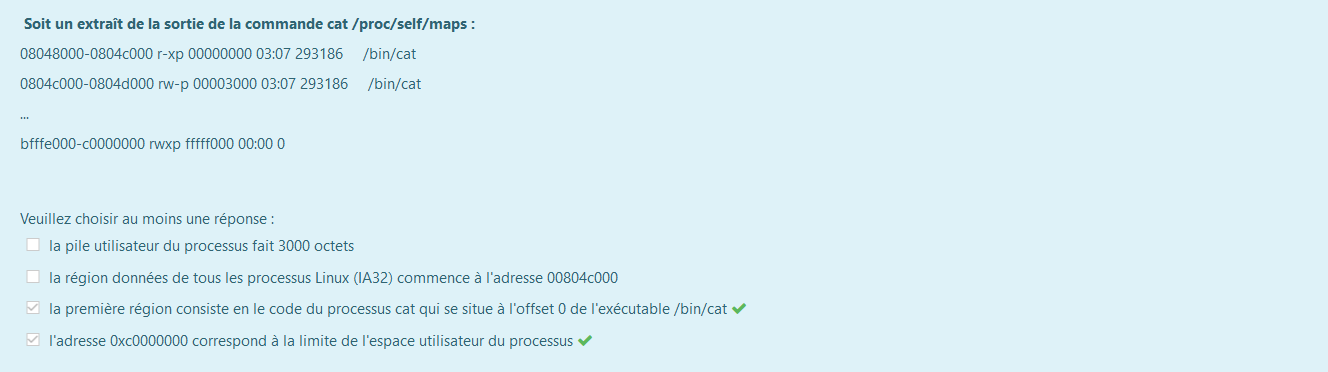 Soit un extraît de la sortie de la commande cat /proc/self/maps :
08048000-0804c000 r-xp 00000000 03:07 293186 /bin/cat
0804c000-0804d000 rw-p 00003000 03:07 293186 /bin/cat
...
bfffe000-c0000000 rwxp fffff000 00:00 0
Veuillez choisir au moins une réponse :
la pile utilisateur du processus fait 3000 octets
la région données de tous les processus Linux (IA32) commence à l'adresse 00804c000
la première région consiste en le code du processus cat qui se situe à l'offset 0 de l'exécutable /bin/cat
l'adresse 0xc0000000 correspond à la limite de l'espace utilisateur du processus